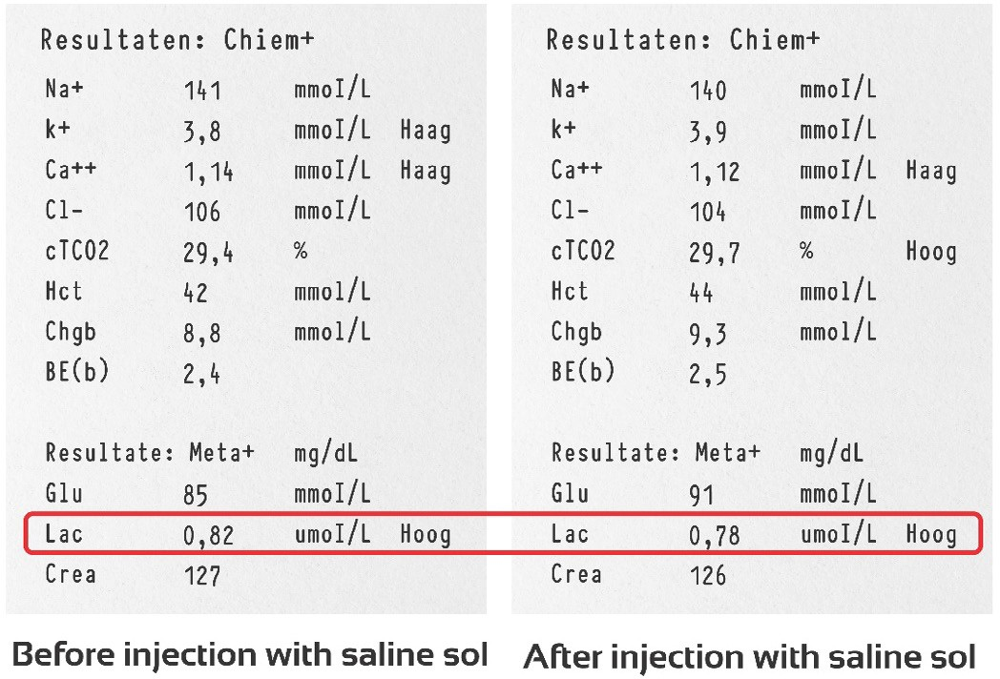 Resultaten: Chiem+
Na+ 141 mmoI/L
k+ 3,8 mmoI/L Haag
Ca++ 1,14 mmoI/L Haag
Cl- 106 mmoI/L
cTCO2 29,4 %
Hct 42 mmol/L
Chgb 8,8 mmol/L
BE(b) 2,4
Resultate: Meta+ mg/dL
Glu 85 mmoI/L
Lac 0,82 umoI/L Hoog
Crea 127
Before injection with saline sol
Resultaten: Chiem+
Na+ 140 mmoI/L
k+ 3,9 mmoI/L
Ca++ 1,12 mmoI/L Haag
Cl- 104 mmoI/L
cTCO2 29,7 % Hoog
Hct 44 mmol/L
Chgb 9,3 mmol/L
BE(b) 2,5
Resultate: Meta+ mg/dL
Glu 91 mmoI/L
Lac 0,78 umoI/L Hoog
Crea 126
After injection with saline sol